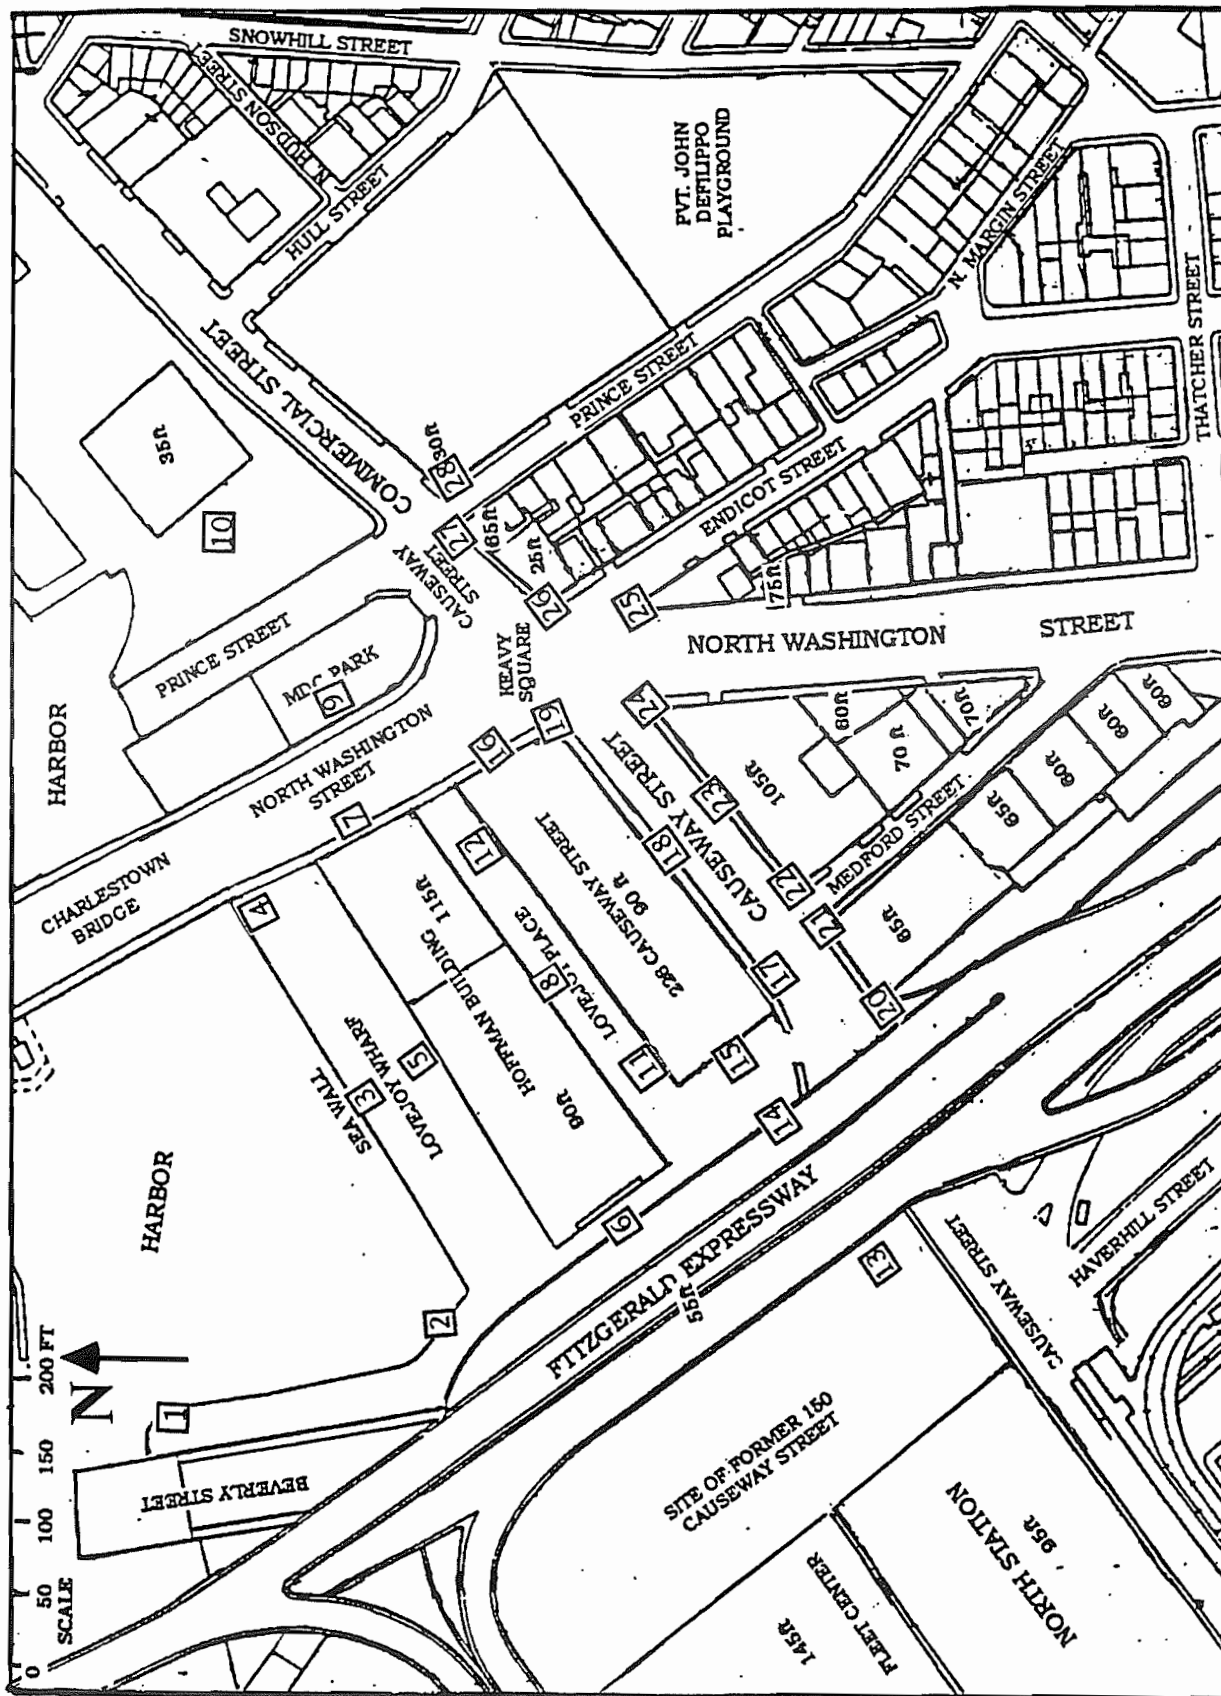 SNOWHILL STREET
N. HUDSON STREET
HULL STREET
PVT. JOHN
DEFILIPPO
PLAYGROUND
N. MARGIN STREET
THATCHER STREET
COMMERCIAL STREET
35ft
10
PRINCE STREET
28
30ft
27
65ft
25ft
26
CAUSEWAY
STREET
ENDICOT STREET
25
75ft
KEAVY
SQUARE
NORTH WASHINGTON
STREET
HARBOR
PRINCE STREET
MDC PARK
9
NORTH WASHINGTON
STREET
CHARLESTOWN
BRIDGE
16
19
24
7
4
12
18
23
22
21
20
17
15
14
11
8
CAUSEWAY STREET
105ft
60ft
70 ft
70ft
MEDFORD STREET
65ft
65ft
60ft
60ft
60ft
226 CAUSEWAY STREET
90 ft
LOVEJOY PLACE
HOFFMAN BUILDING
115ft
90ft
LOVEJOY WHARF
5
SEA WALL
3
HARBOR
2
6
13
FITZGERALD EXPRESSWAY
55ft
CAUSEWAY STREET
HAVERHILL STREET
SITE OF FORMER 150
CAUSEWAY STREET
FLEET CENTER
145ft
NORTH STATION
95ft
BEVERLY STREET
1
N
0 50 100 150 200 FT
SCALE